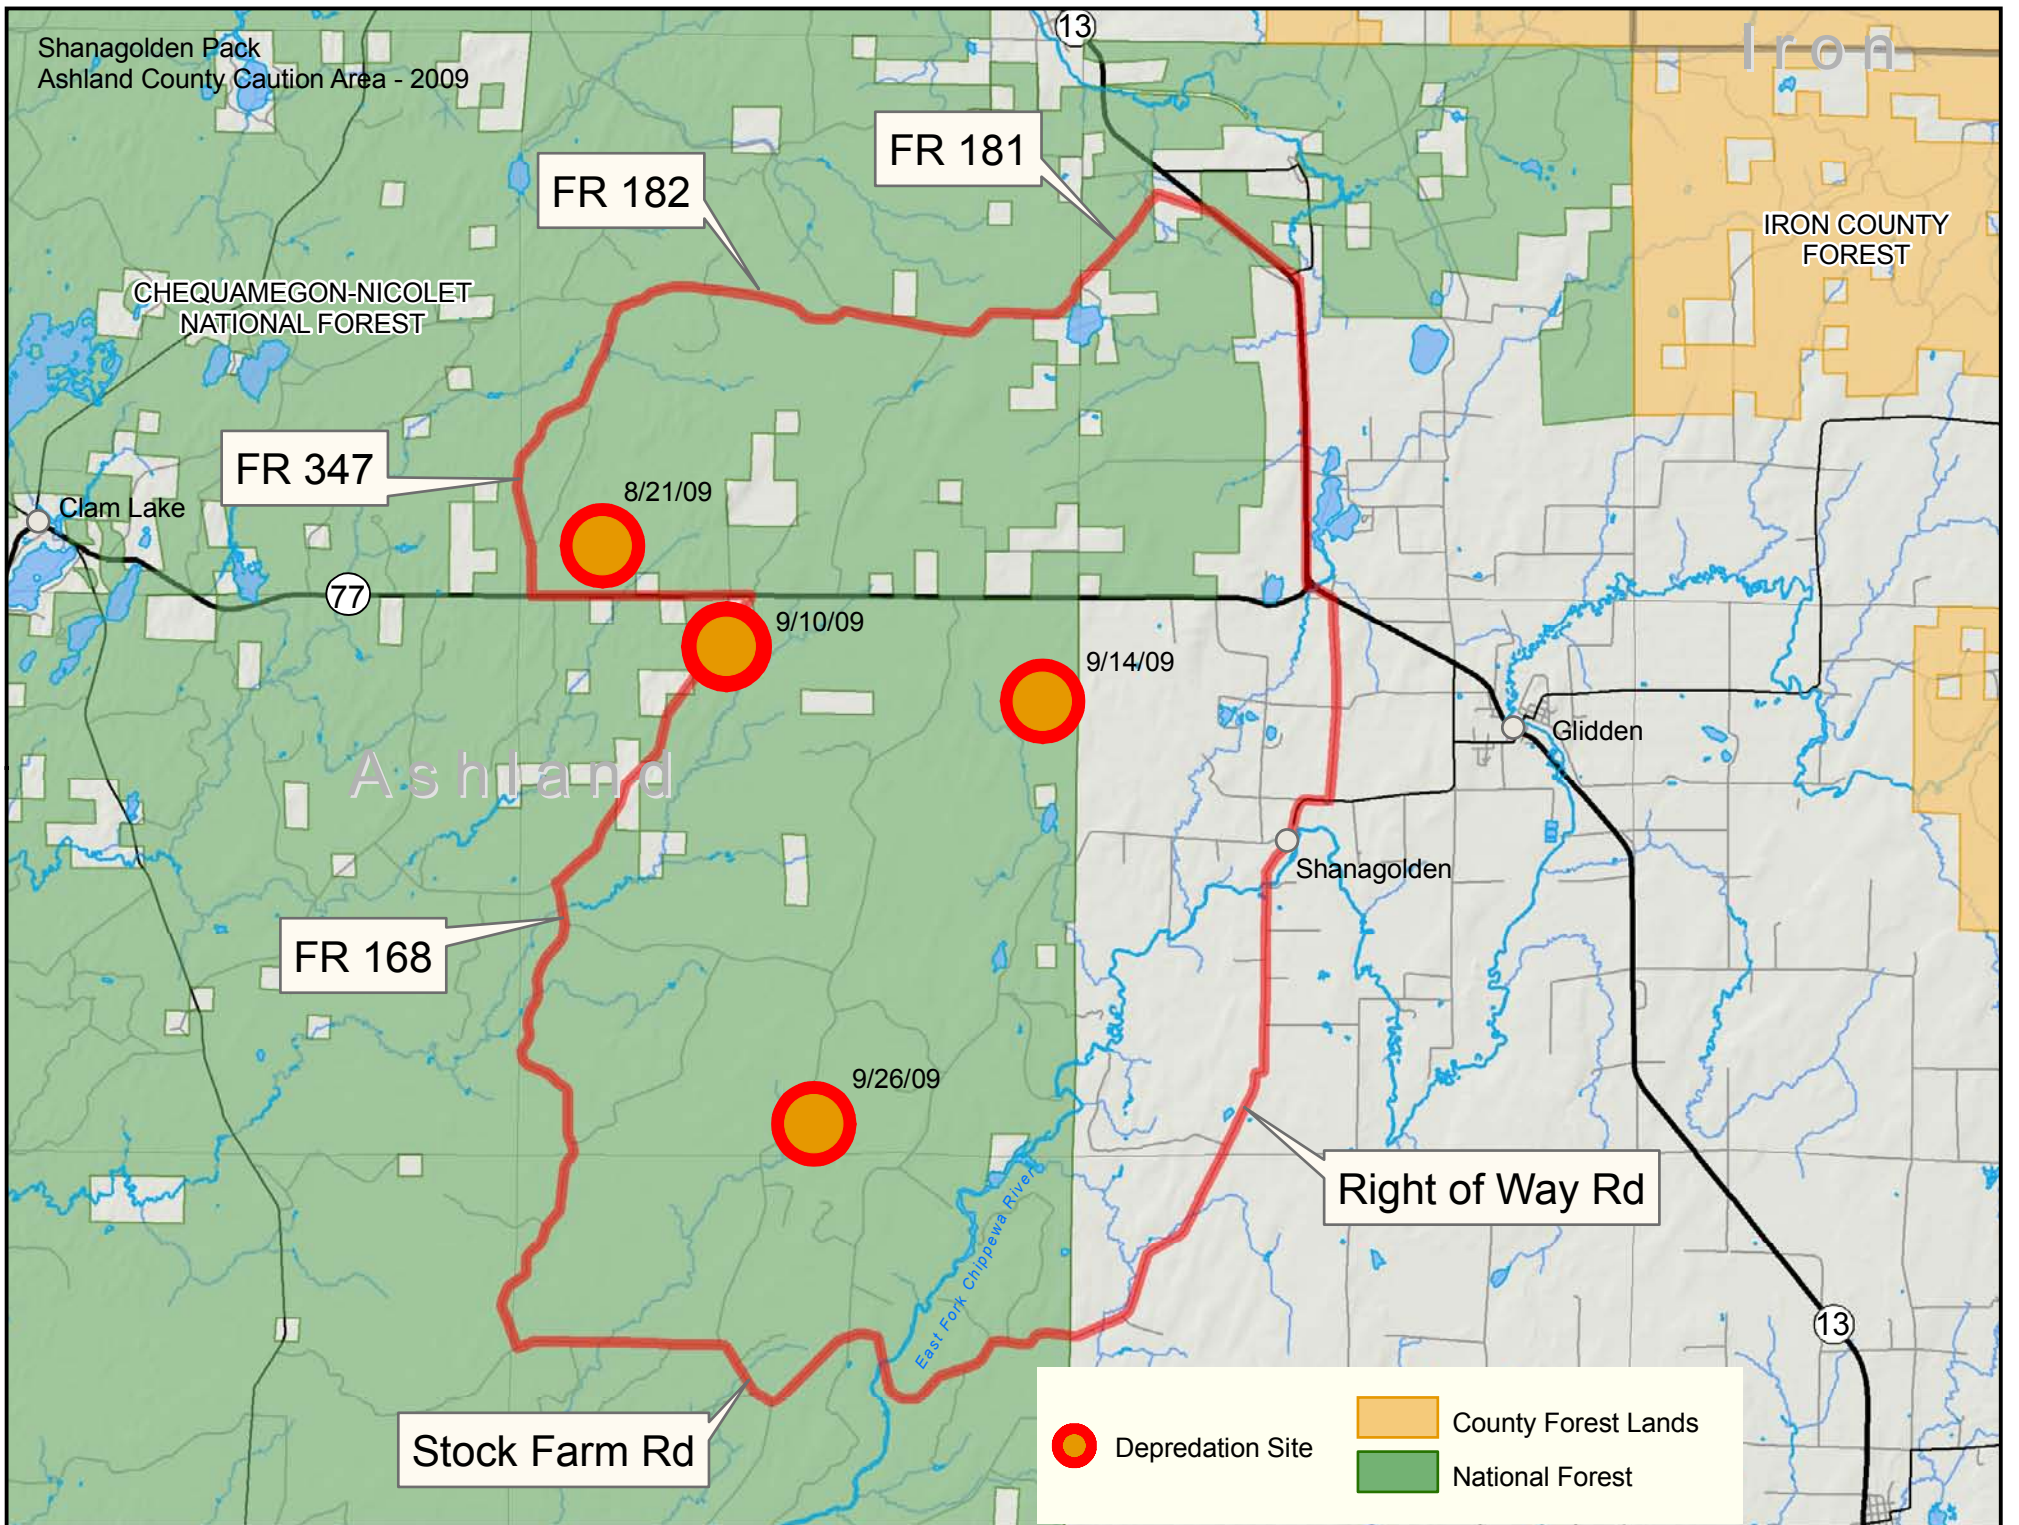 Shanagolden Pack
Ashland County Caution Area - 2009
13
Iron
FR 181
FR 182
IRON COUNTY
FOREST
CHEQUAMEGON-NICOLET
NATIONAL FOREST
FR 347
8/21/09
Clam Lake
77
9/10/09
9/14/09
Glidden
Ashland
Shanagolden
FR 168
9/26/09
Right of Way Rd
East Fork Chippewa River
13
Stock Farm Rd
Depredation Site
County Forest Lands
National Forest